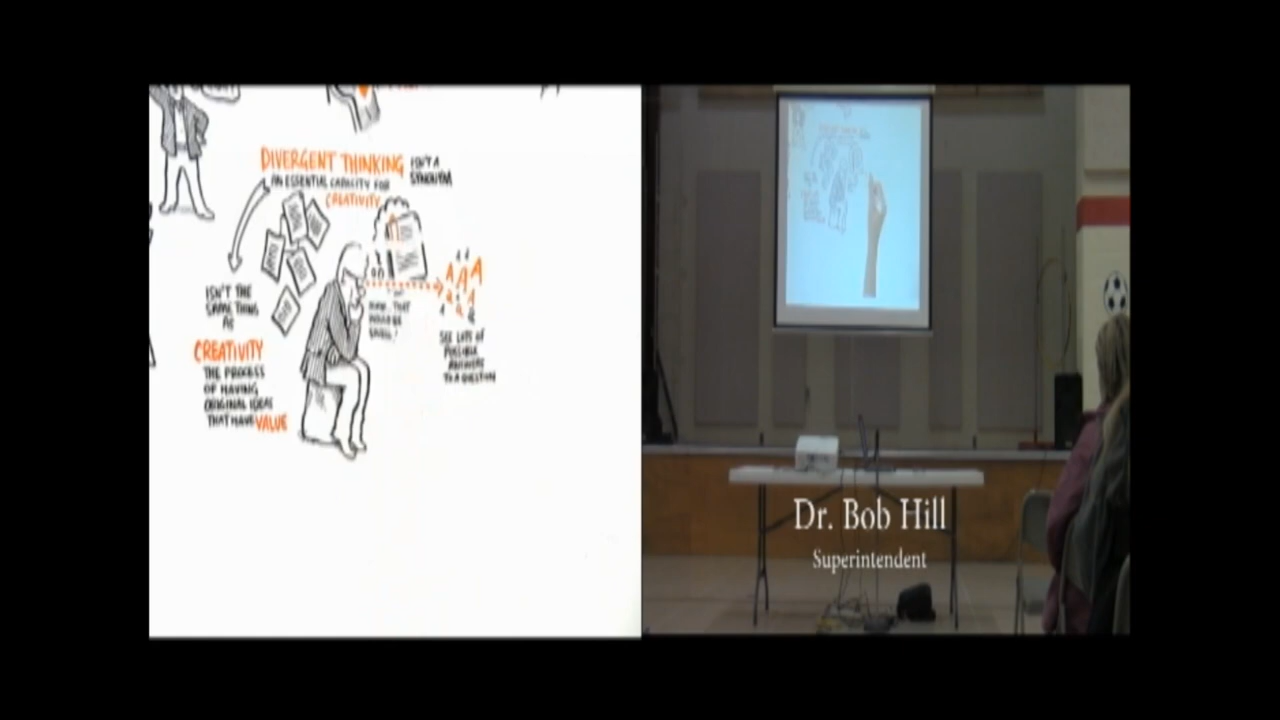 DIVERGENT THINKING ISN'T A
AN ESSENTIAL CAPACITY FOR SYNONYM
CREATIVITY
ISN'T THE
SAME THING
AS
CREATIVITY
THE PROCESS
OF HAVING
ORIGINAL IDEAS
THAT HAVE VALUE
SEE LOTS OF
POSSIBLE
ANSWERS
TO A QUESTION
A A A
Dr. Bob Hill
Superintendent